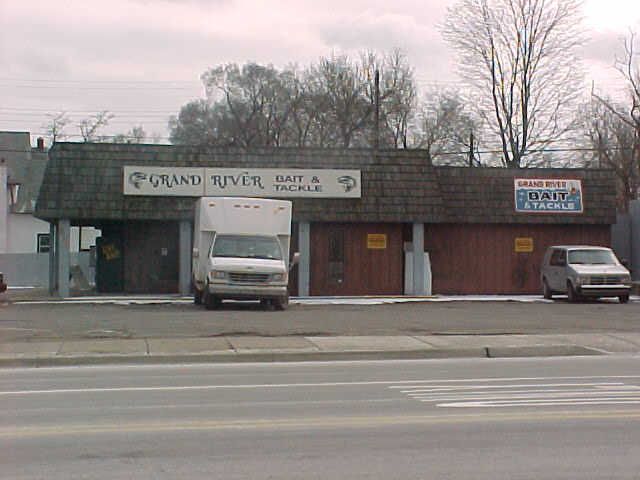 GRAND RIVER BAIT &
TACKLE
GRAND RIVER
BAIT
& TACKLE